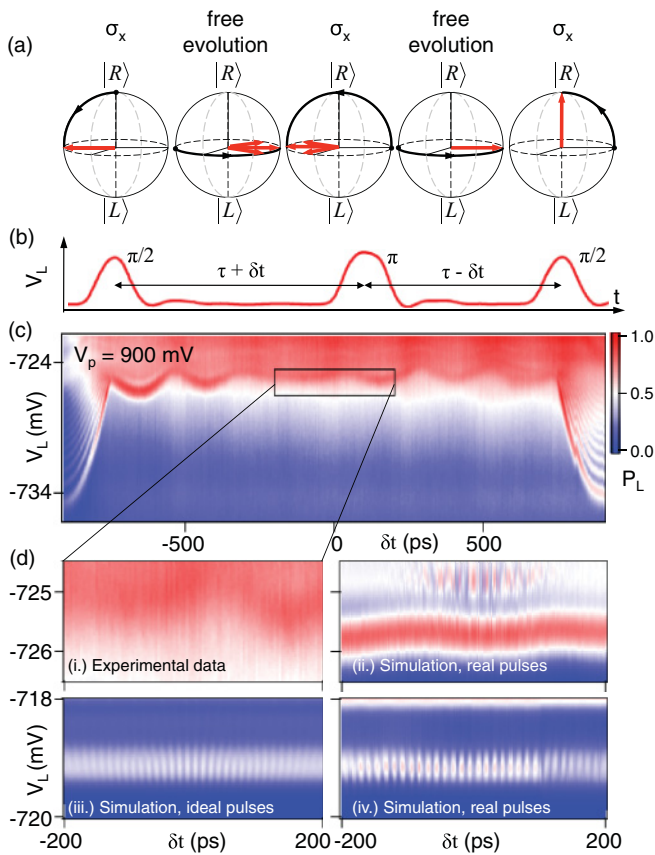 (a)
σx free evolution σx free evolution σx
|R⟩ |R⟩ |R⟩ |R⟩ |R⟩
|L⟩ |L⟩ |L⟩ |L⟩ |L⟩
(b)
VL
π/2 τ + δt π τ - δt π/2
t
(c)
Vp = 900 mV
-724
-734
VL (mV)
-500 0 δt (ps) 500
1.0
0.5
0.0
PL
(d)
-725
-726
(i.) Experimental data
(ii.) Simulation, real pulses
-718
-720
VL (mV)
(iii.) Simulation, ideal pulses
(iv.) Simulation, real pulses
-200 δt (ps) 200
-200 δt (ps) 200